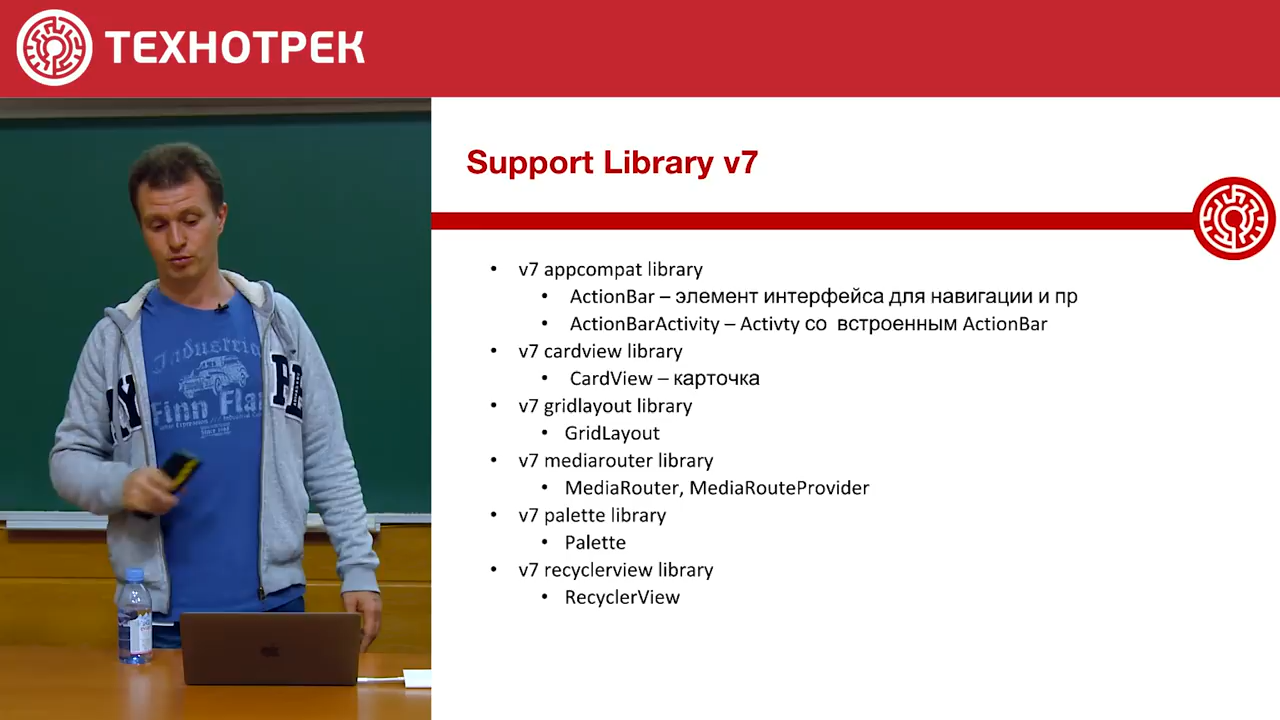 ТЕХНОТРЕК
Support Library v7
• v7 appcompat library
• ActionBar – элемент интерфейса для навигации и пр
• ActionBarActivity – Activty со встроенным ActionBar
• v7 cardview library
• CardView – карточка
• v7 gridlayout library
• GridLayout
• v7 mediarouter library
• MediaRouter, MediaRouteProvider
• v7 palette library
• Palette
• v7 recyclerview library
• RecyclerView
Industrial
Finn Fla